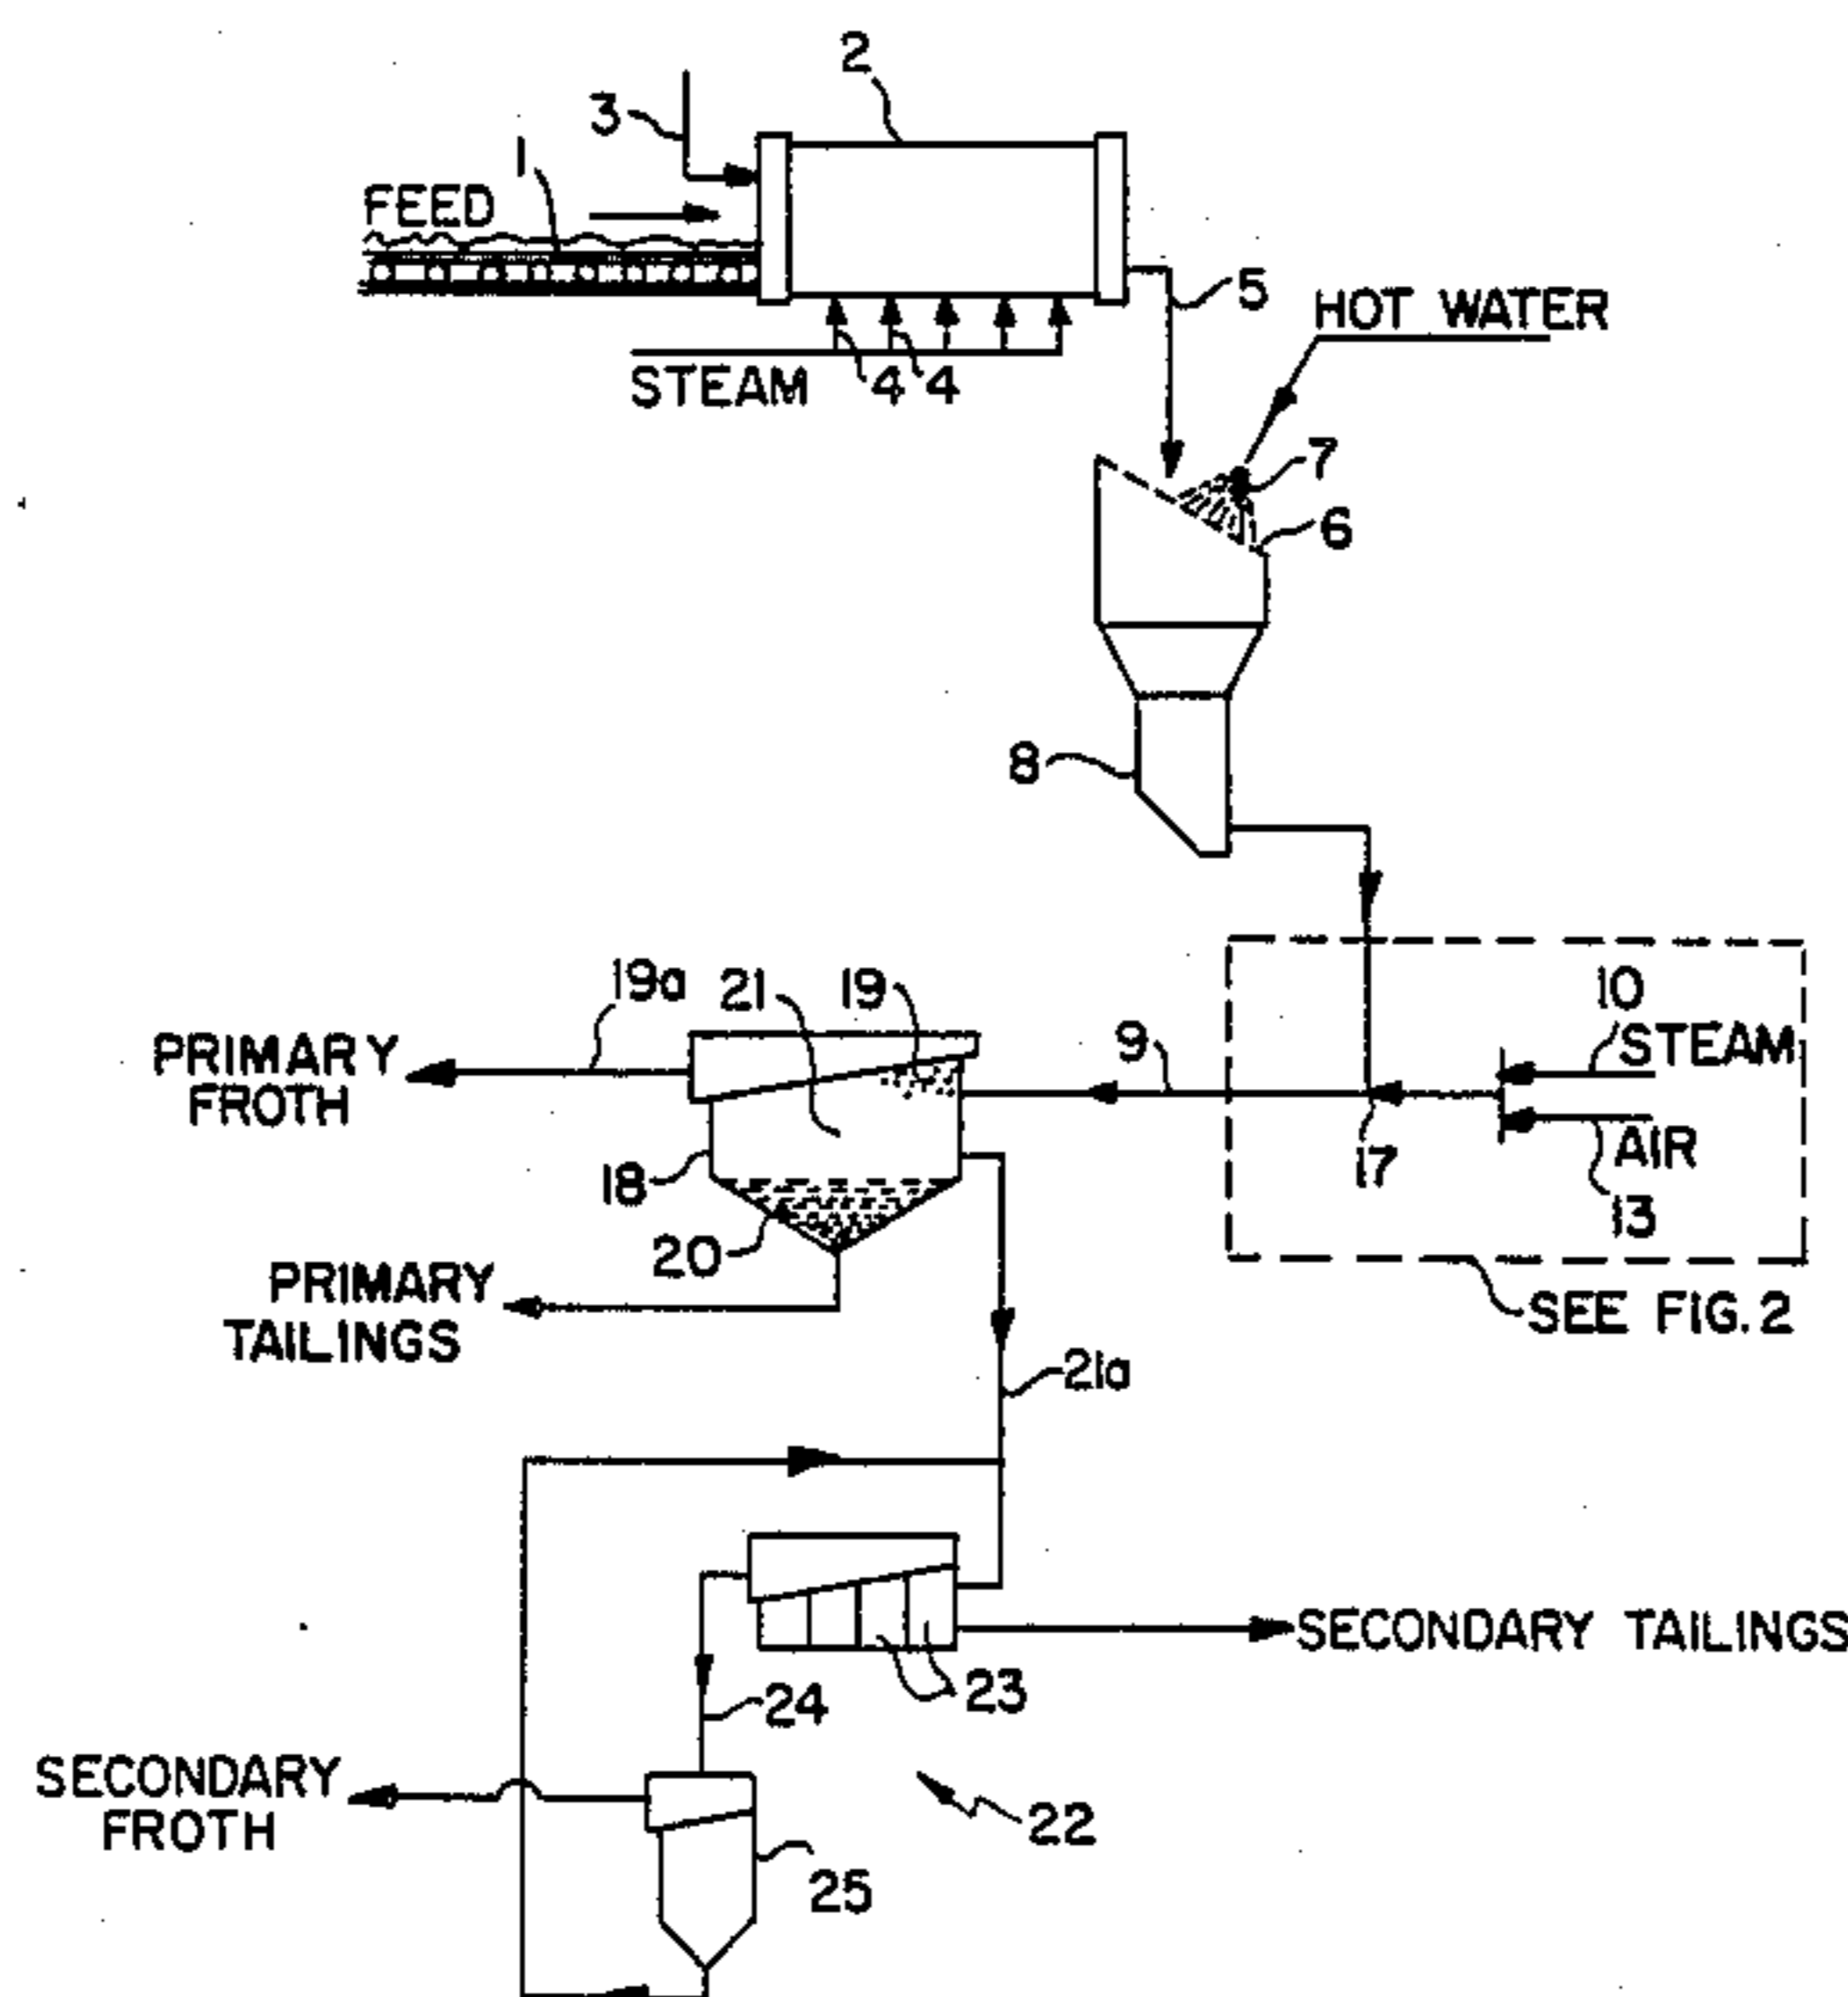 2
3
1
FEED
5
HOT WATER
STEAM
4
4
7
6
8
19a
21
19
9
10
STEAM
PRIMARY
FROTH
17
AIR
13
18
20
PRIMARY
TAILINGS
SEE FIG. 2
21a
SECONDARY TAILINGS
23
24
SECONDARY
FROTH
22
25